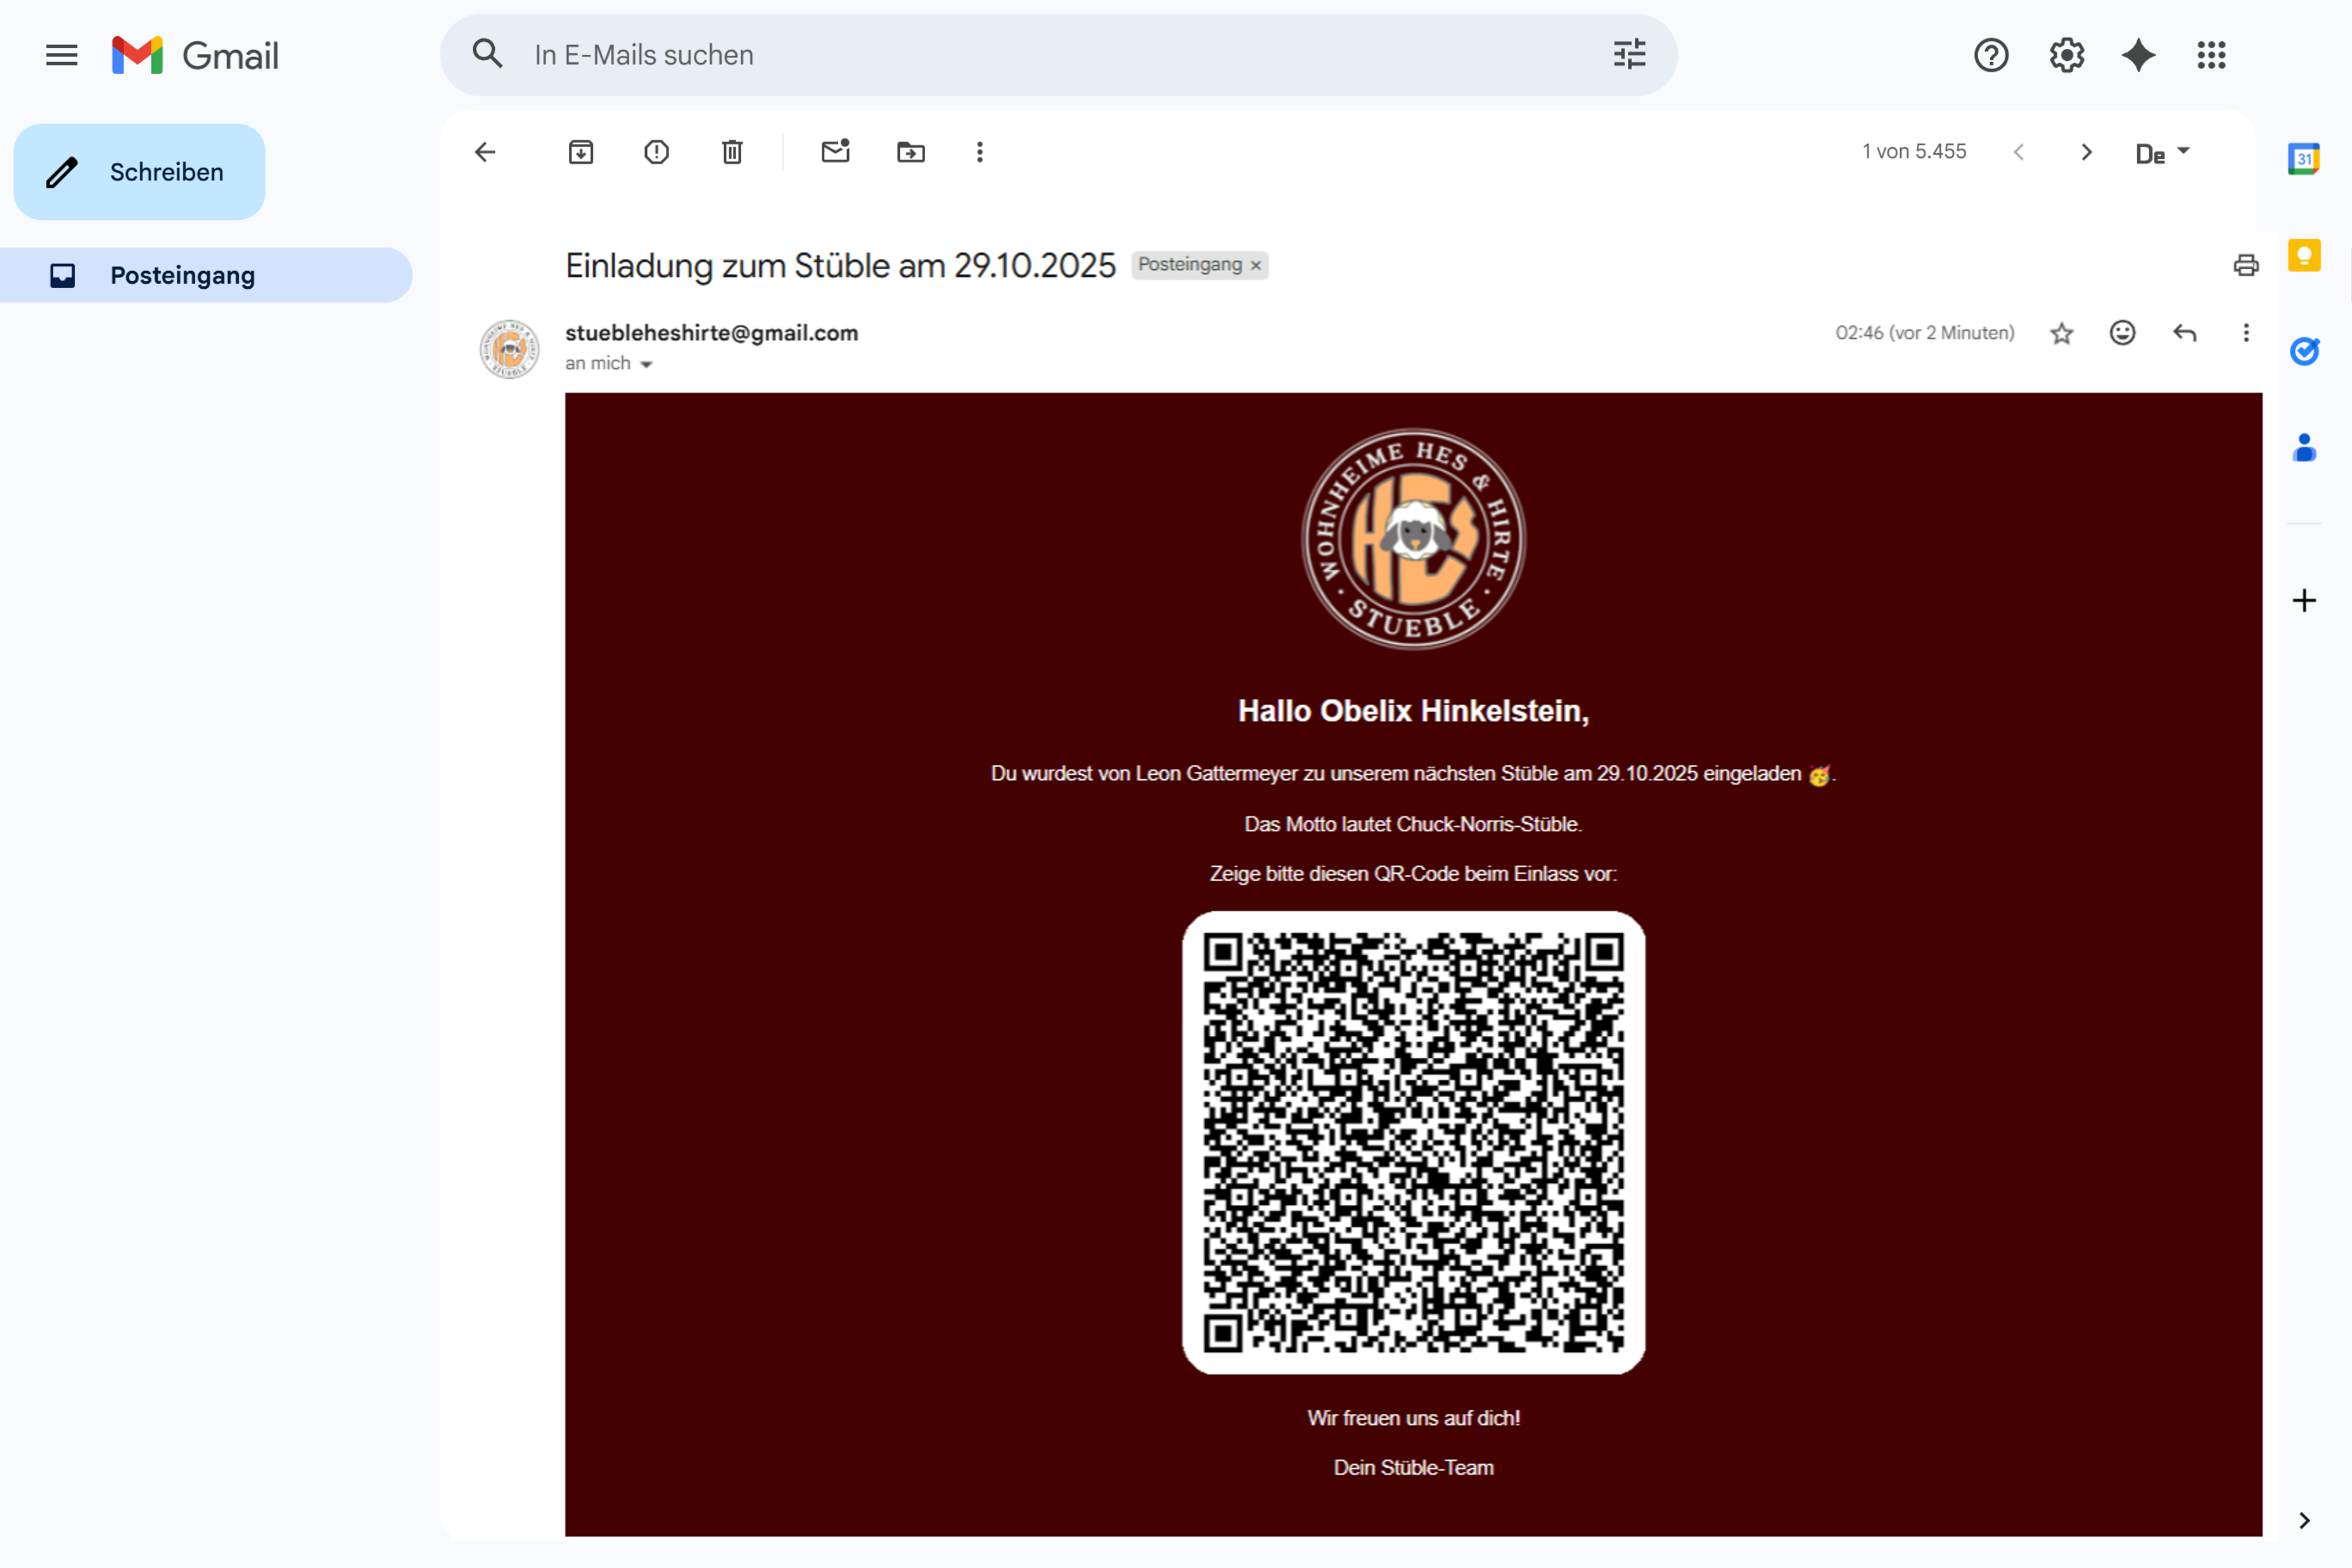 Gmail
In E-Mails suchen
Schreiben
Posteingang
1 von 5.455
De
31
Einladung zum Stüble am 29.10.2025 Posteingang ×
stuebleheshirte@gmail.com
02:46 (vor 2 Minuten)
an mich
WOHNHEIME HES & HIRTE
HES
· STUEBLE ·
Hallo Obelix Hinkelstein,
Du wurdest von Leon Gattermeyer zu unserem nächsten Stüble am 29.10.2025 eingeladen 🥳.
Das Motto lautet Chuck-Norris-Stüble.
Zeige bitte diesen QR-Code beim Einlass vor:
Wir freuen uns auf dich!
Dein Stüble-Team